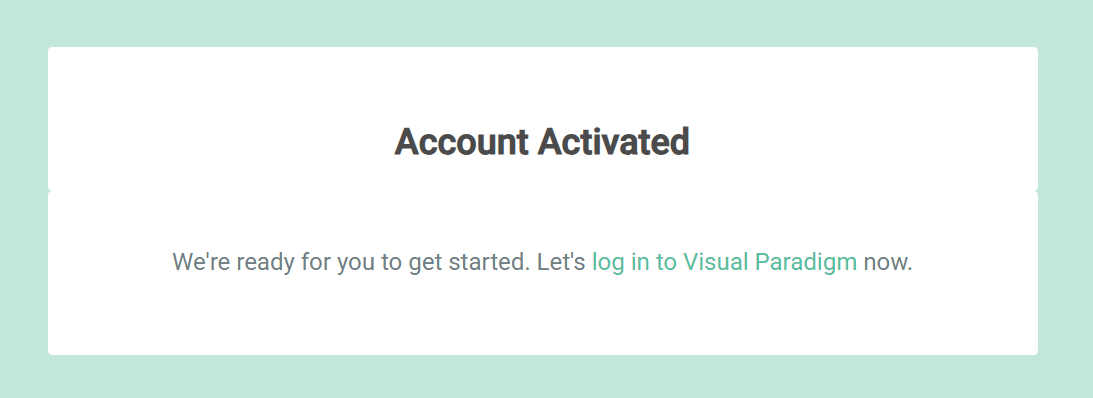 Account Activated
We're ready for you to get started. Let's log in to Visual Paradigm now.